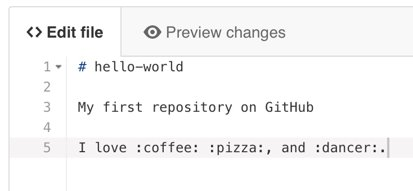 <> Edit file
Preview changes
1 # hello-world
2
3 My first repository on GitHub
4
5 I love :coffee: :pizza:, and :dancer:.